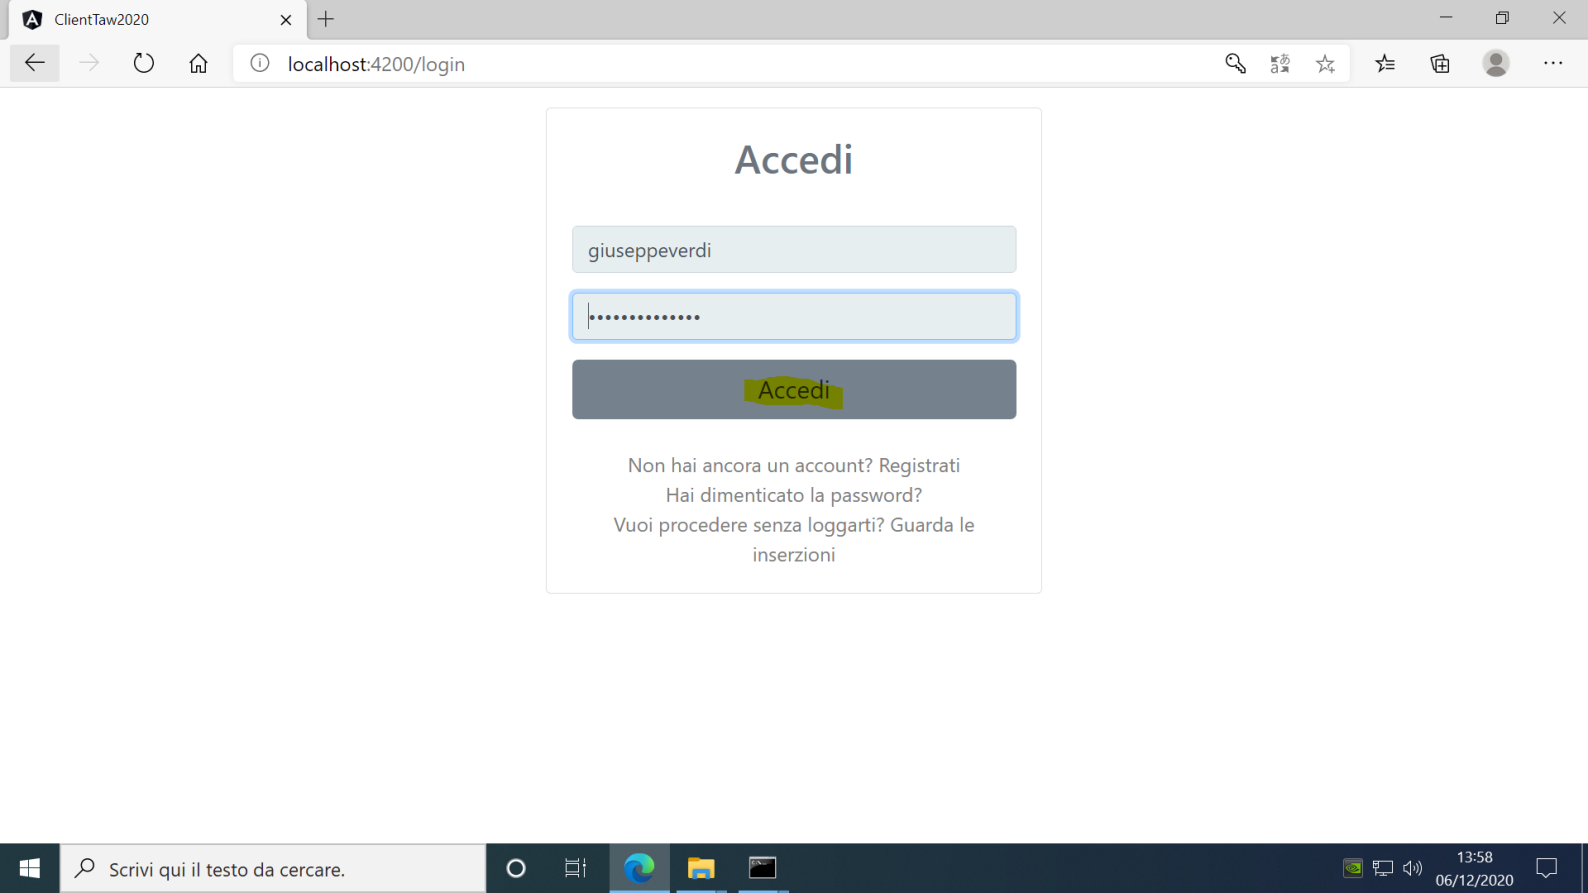 ClientTaw2020
localhost:4200/login
Accedi
giuseppeverdi
••••••••••••••
Accedi
Non hai ancora un account? Registrati
Hai dimenticato la password?
Vuoi procedere senza loggarti? Guarda le
inserzioni
Scrivi qui il testo da cercare.
13:58
06/12/2020